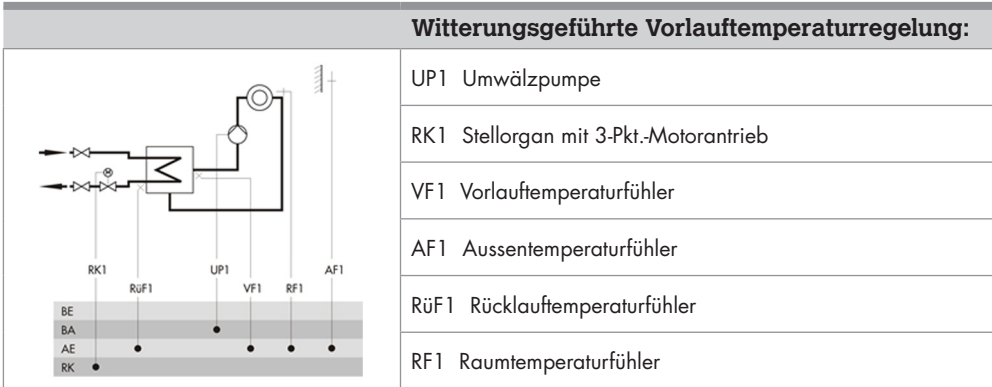 Witterungsgeführte Vorlauftemperaturregelung:
UP1 Umwälzpumpe
RK1 Stellorgan mit 3-Pkt.-Motorantrieb
VF1 Vorlauftemperaturfühler
AF1 Aussentemperaturfühler
RüF1 Rücklauftemperaturfühler
RF1 Raumtemperaturfühler
M
RK1 UP1 AF1
RüF1 VF1 RF1
BE
BA
AE
RK